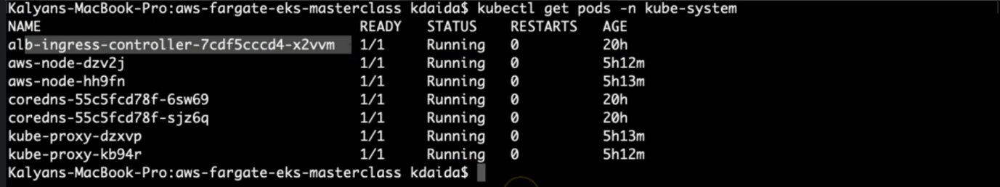 Kalyans-MacBook-Pro:aws-fargate-eks-masterclass kdaida$ kubectl get pods -n kube-system
NAME READY STATUS RESTARTS AGE
alb-ingress-controller-7cdf5cccd4-x2vvm 1/1 Running 0 20h
aws-node-dzv2j 1/1 Running 0 5h12m
aws-node-hh9fn 1/1 Running 0 5h13m
coredns-55c5fcd78f-6sw69 1/1 Running 0 20h
coredns-55c5fcd78f-sjz6q 1/1 Running 0 20h
kube-proxy-dzxvp 1/1 Running 0 5h13m
kube-proxy-kb94r 1/1 Running 0 5h12m
Kalyans-MacBook-Pro:aws-fargate-eks-masterclass kdaida$